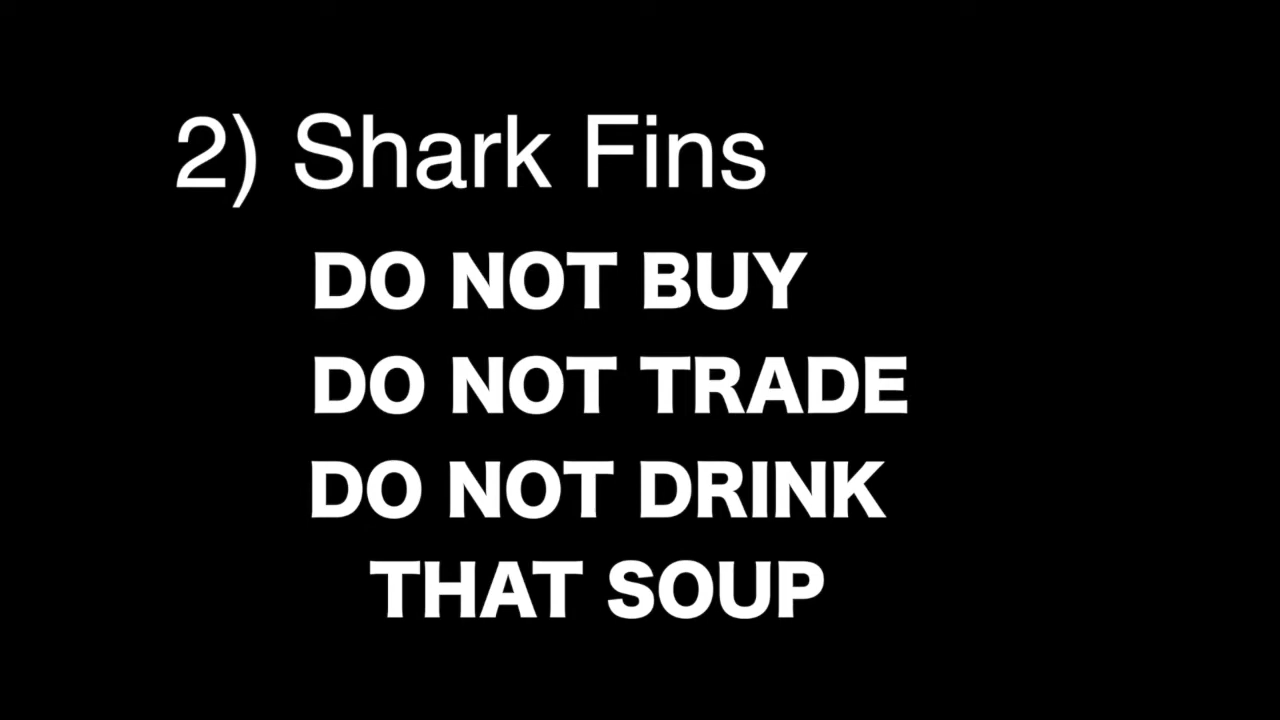 2) Shark Fins
DO NOT BUY
DO NOT TRADE
DO NOT DRINK
THAT SOUP